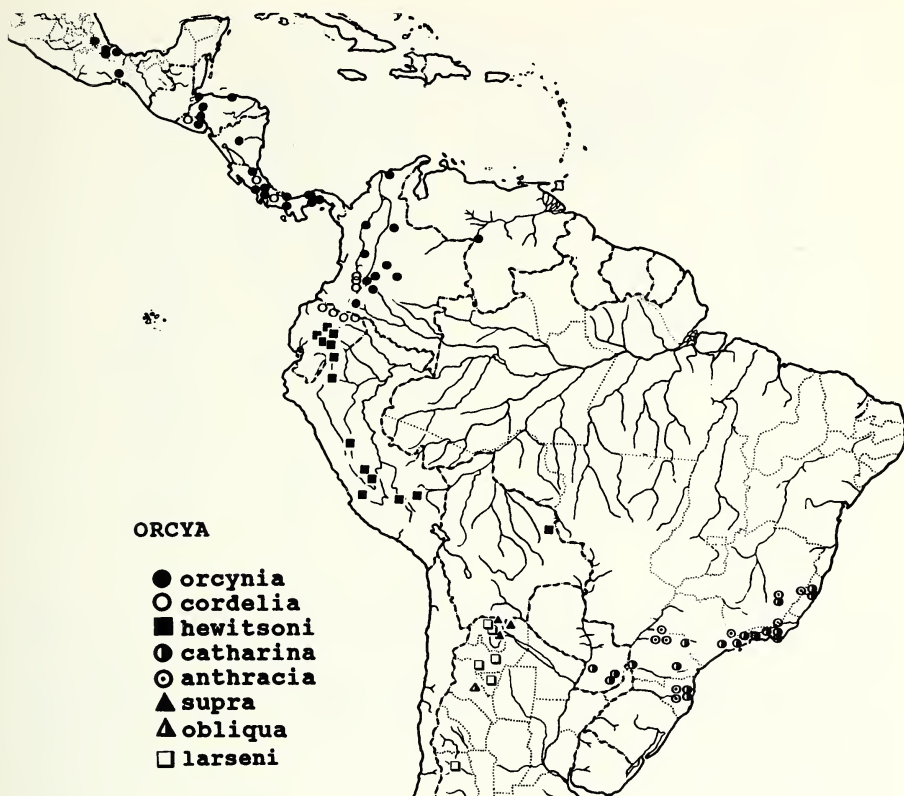 ORCYA
orcynia
cordelia
hewitsoni
catharina
anthracia
supra
obliqua
larseni